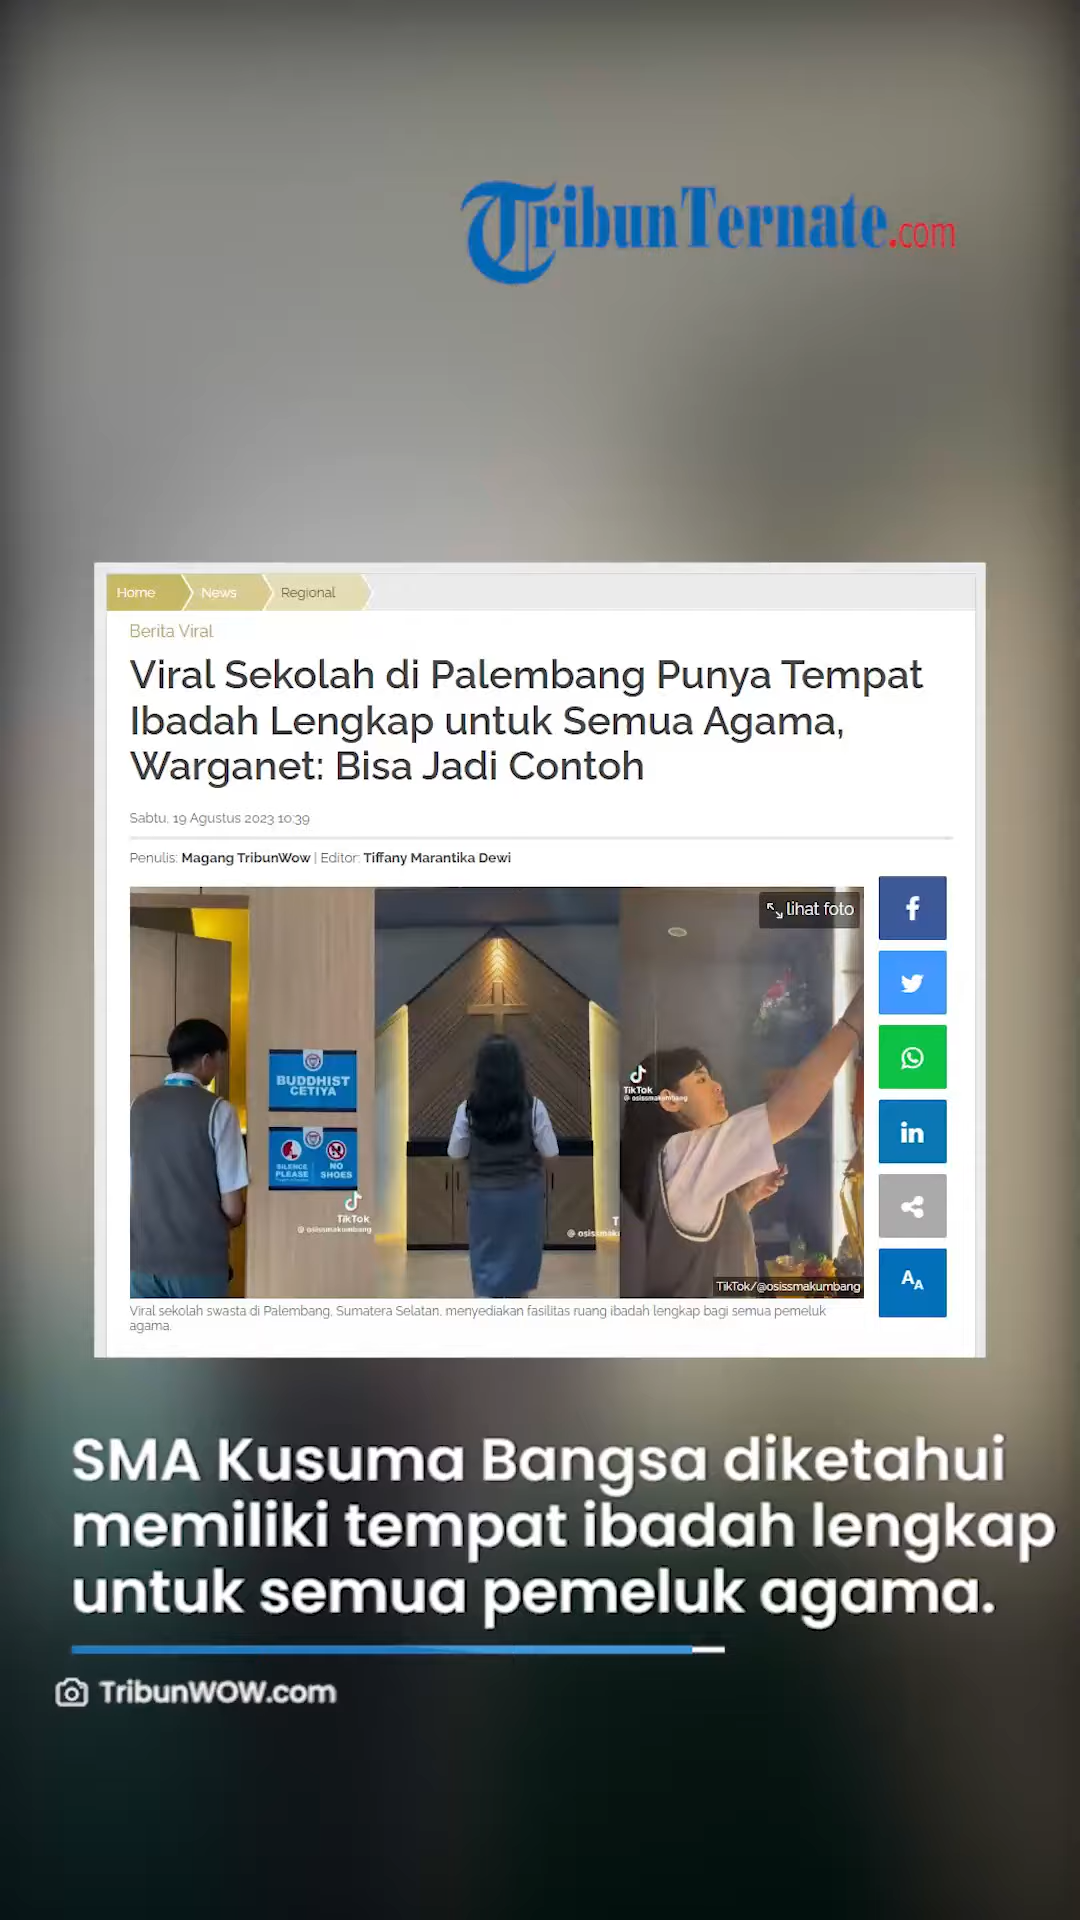 TribunTernate.com
Home News Regional
Berita Viral
Viral Sekolah di Palembang Punya Tempat
Ibadah Lengkap untuk Semua Agama,
Warganet: Bisa Jadi Contoh
Sabtu, 19 Agustus 2023 10:39
Penulis: Magang TribunWow | Editor: Tiffany Marantika Dewi
lihat foto
BUDDHIST
CETIYA
SILENCE
PLEASE
NO
SHOES
TikTok
@osissmakumbang
@osissmak
TikTok
@osissmakumbang
TikTok/@osissmakumbang
Viral sekolah swasta di Palembang, Sumatera Selatan, menyediakan fasilitas ruang ibadah lengkap bagi semua pemeluk
agama.
SMA Kusuma Bangsa diketahui
memiliki tempat ibadah lengkap
untuk semua pemeluk agama.
TribunWOW.com